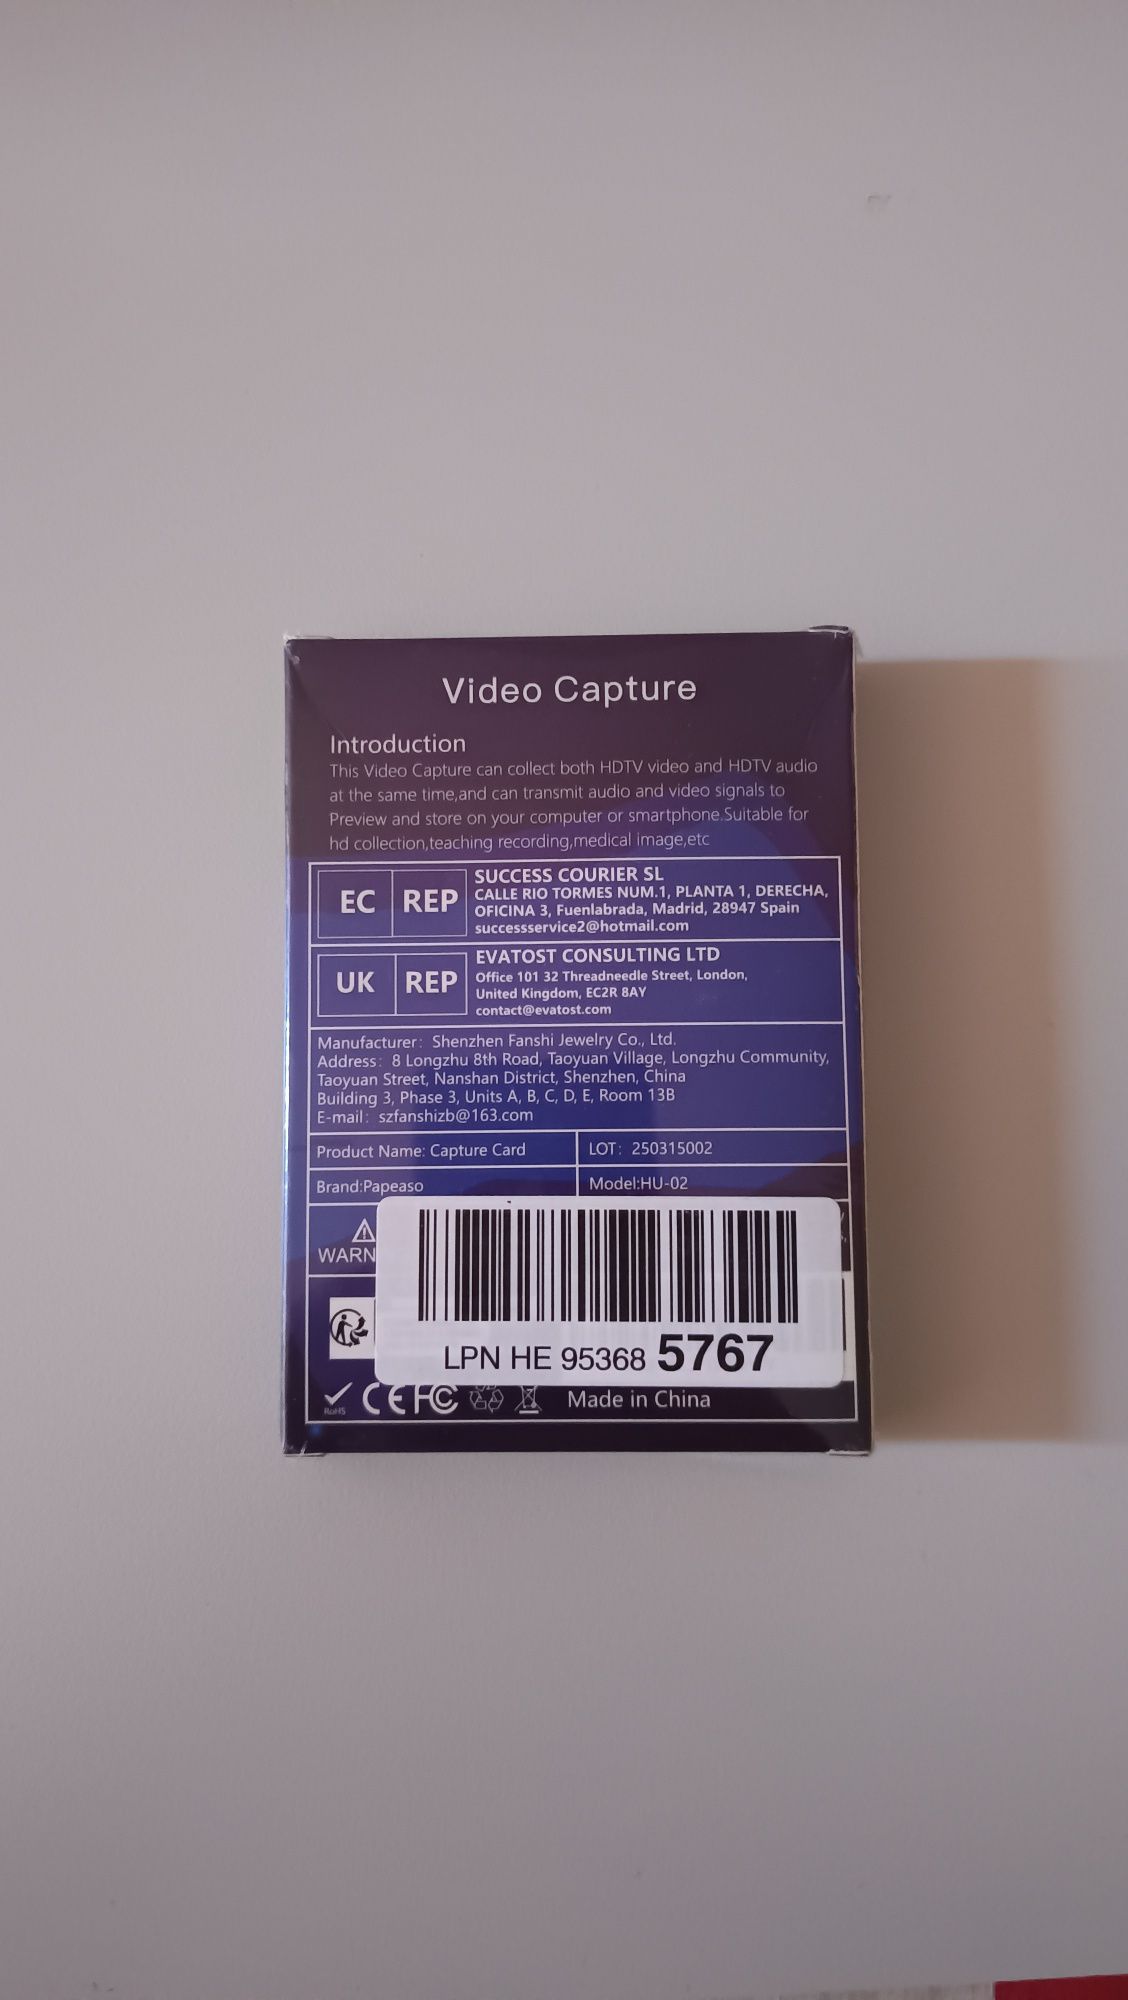 Video Capture
Introduction
This Video Capture can collect both HDTV video and HDTV audio
at the same time,and can transmit audio and video signals to
Preview and store on your computer or smartphone.Suitable for
hd collection,teaching recording,medical image,etc
EC REP
SUCCESS COURIER SL
CALLE RIO TORMES NUM.1, PLANTA 1, DERECHA,
OFICINA 3, Fuenlabrada, Madrid, 28947 Spain
successservice2@hotmail.com
UK REP
EVATOST CONSULTING LTD
Office 101 32 Threadneedle Street, London,
United Kingdom, EC2R 8AY
contact@evatost.com
Manufacturer: Shenzhen Fanshi Jewelry Co., Ltd.
Address: 8 Longzhu 8th Road, Taoyuan Village, Longzhu Community,
Taoyuan Street, Nanshan District, Shenzhen, China
Building 3, Phase 3, Units A, B, C, D, E, Room 13B
E-mail: szfanshizb@163.com
Product Name: Capture Card
LOT: 250315002
Brand:Papeaso
Model:HU-02
WARN
LPN HE 95368 5767
RoHS CE FC Made in China